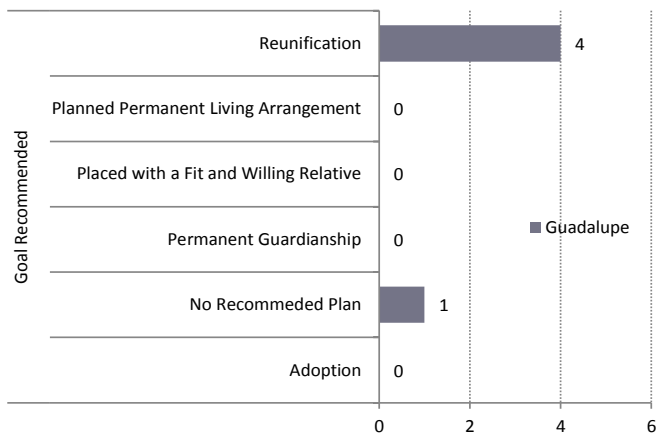 Reunification
4
Planned Permanent Living Arrangement
0
Placed with a Fit and Willing Relative
0
Permanent Guardianship
0
No Recommeded Plan
1
Adoption
0
Goal Recommended
Guadalupe
0 2 4 6